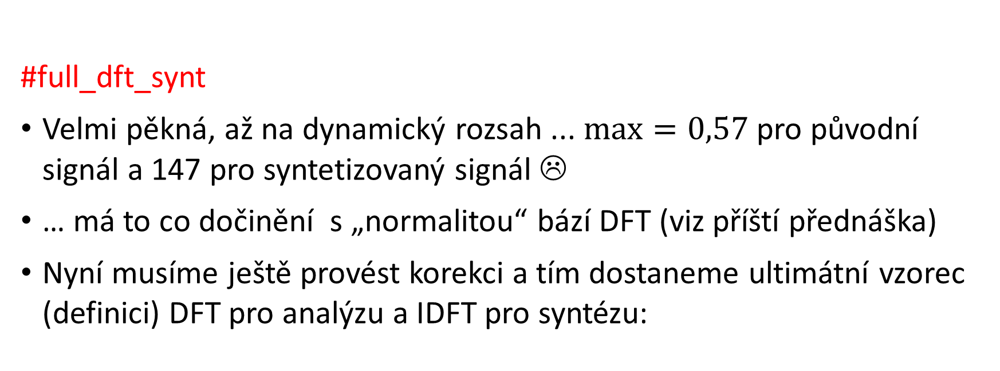 #full_dft_synt
• Velmi pěkná, až na dynamický rozsah ... max = 0,57 pro původní
signál a 147 pro syntetizovaný signál ☹
• … má to co dočinění  s „normalitou“ bází DFT (viz příští přednáška)
• Nyní musíme ještě provést korekci a tím dostaneme ultimátní vzorec
(definici) DFT pro analýzu a IDFT pro syntézu: